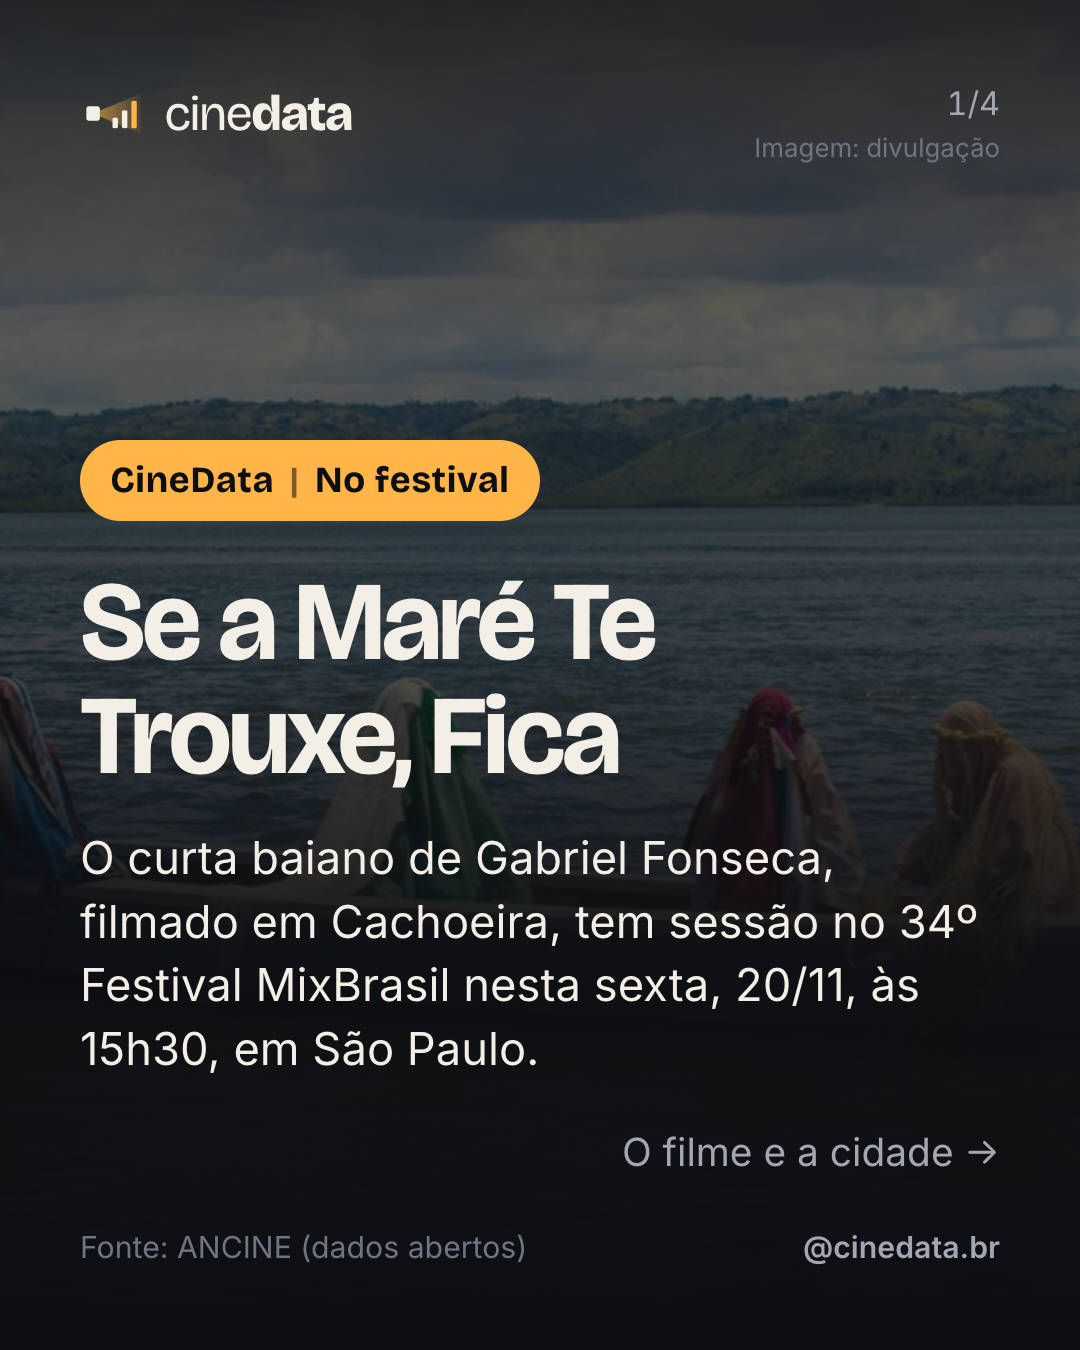 cinedata
1/4
Imagem: divulgação
CineData | No festival
Se a Maré Te
Trouxe, Fica
O curta baiano de Gabriel Fonseca,
filmado em Cachoeira, tem sessão no 34º
Festival MixBrasil nesta sexta, 20/11, às
15h30, em São Paulo.
O filme e a cidade →
Fonte: ANCINE (dados abertos)
@cinedata.br